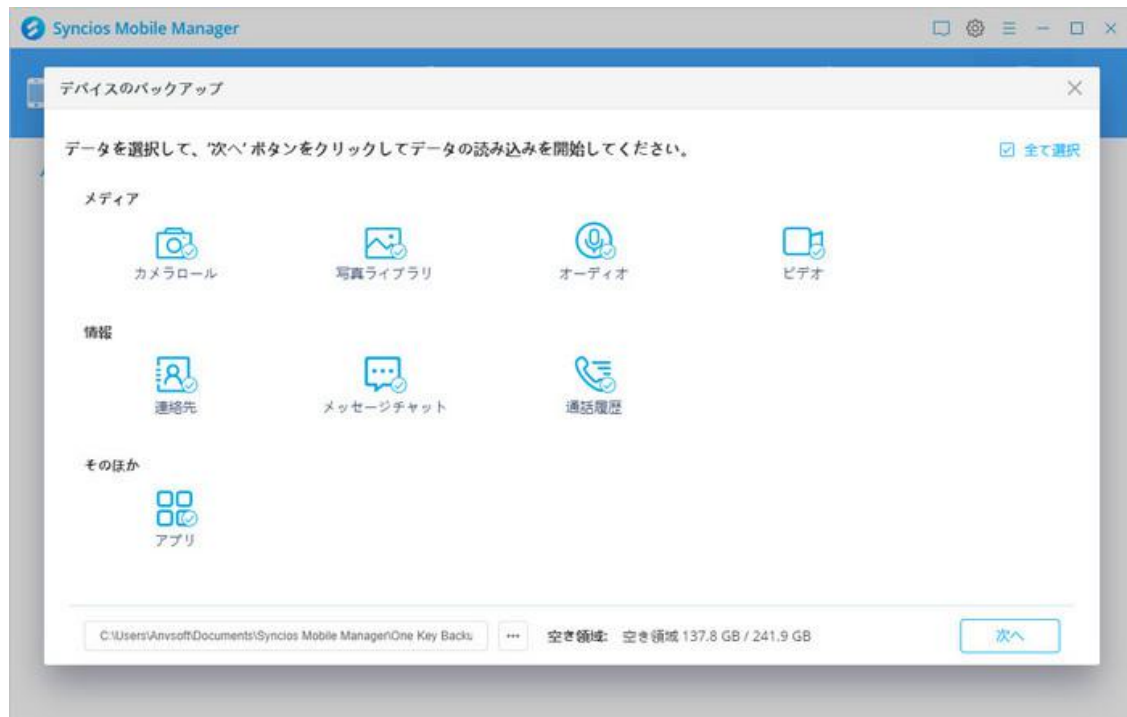 Syncios Mobile Manager
デバイスのバックアップ
データを選択して、'次へ' ボタンをクリックしてデータの読み込みを開始してください。
全て選択
メディア
カメラロール 写真ライブラリ オーディオ ビデオ
情報
連絡先 メッセージチャット 通話履歴
そのほか
アプリ
C:\Users\Anvsoft\Documents\Syncios Mobile Manager\One Key Backu ... 空き領域: 空き領域 137.8 GB / 241.9 GB 次へ